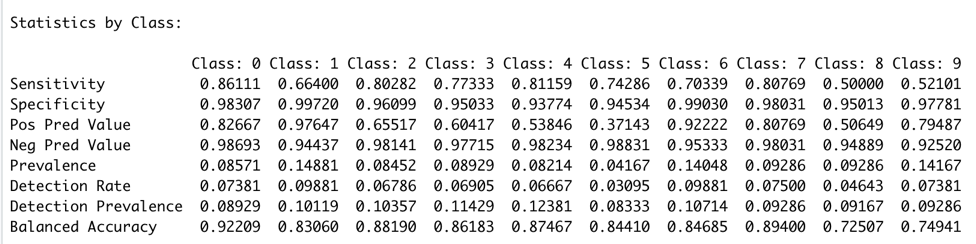 Statistics by Class:
Class: 0 Class: 1 Class: 2 Class: 3 Class: 4 Class: 5 Class: 6 Class: 7 Class: 8 Class: 9
Sensitivity 0.86111 0.66400 0.80282 0.77333 0.81159 0.74286 0.70339 0.80769 0.50000 0.52101
Specificity 0.98307 0.99720 0.96099 0.95033 0.93774 0.94534 0.99030 0.98031 0.95013 0.97781
Pos Pred Value 0.82667 0.97647 0.65517 0.60417 0.53846 0.37143 0.92222 0.80769 0.50649 0.79487
Neg Pred Value 0.98693 0.94437 0.98141 0.97715 0.98234 0.98831 0.95333 0.98031 0.94889 0.92520
Prevalence 0.08571 0.14881 0.08452 0.08929 0.08214 0.04167 0.14048 0.09286 0.09286 0.14167
Detection Rate 0.07381 0.09881 0.06786 0.06905 0.06667 0.03095 0.09881 0.07500 0.04643 0.07381
Detection Prevalence 0.08929 0.10119 0.10357 0.11429 0.12381 0.08333 0.10714 0.09286 0.09167 0.09286
Balanced Accuracy 0.92209 0.83060 0.88190 0.86183 0.87467 0.84410 0.84685 0.89400 0.72507 0.74941